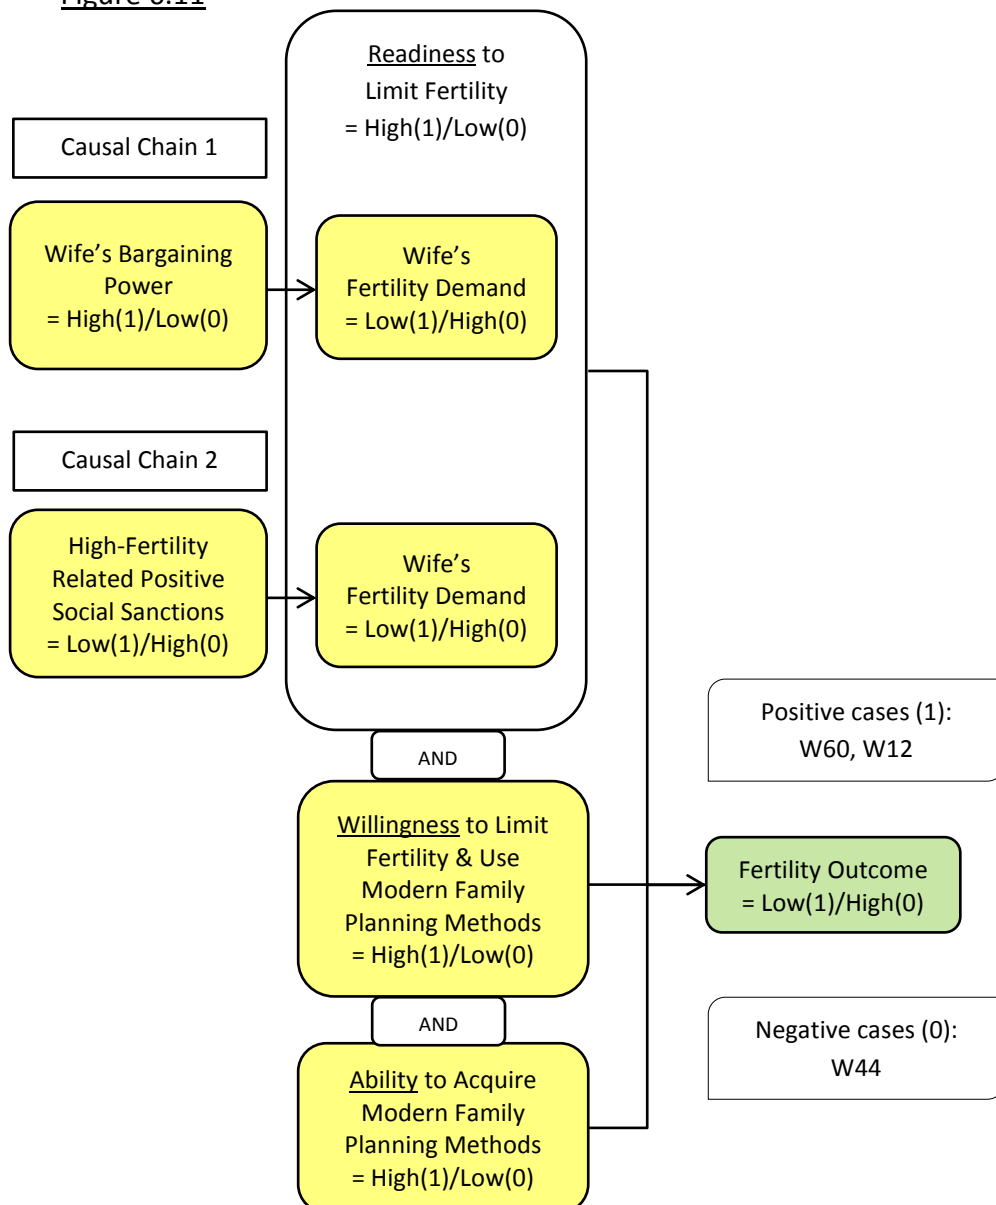 Figure 6.11
Readiness to
Limit Fertility
= High(1)/Low(0)
Causal Chain 1
Wife’s Bargaining
Power
= High(1)/Low(0)
Wife’s
Fertility Demand
= Low(1)/High(0)
Causal Chain 2
High-Fertility
Related Positive
Social Sanctions
= Low(1)/High(0)
Wife’s
Fertility Demand
= Low(1)/High(0)
AND
Willingness to Limit
Fertility & Use
Modern Family
Planning Methods
= High(1)/Low(0)
AND
Ability to Acquire
Modern Family
Planning Methods
= High(1)/Low(0)
Positive cases (1):
W60, W12
Fertility Outcome
= Low(1)/High(0)
Negative cases (0):
W44